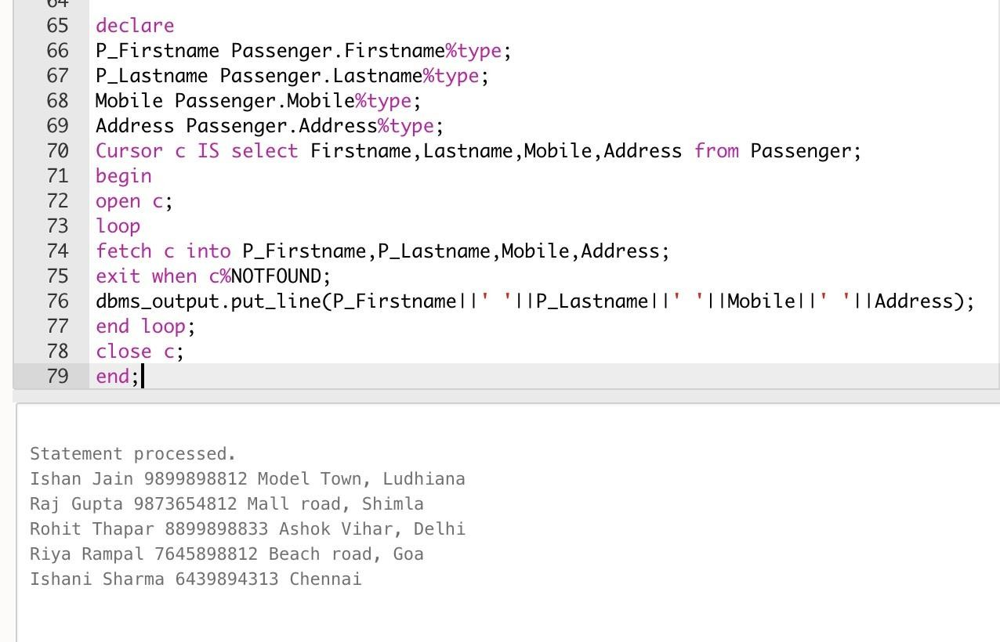 64
65 declare
66 P_Firstname Passenger.Firstname%type;
67 P_Lastname Passenger.Lastname%type;
68 Mobile Passenger.Mobile%type;
69 Address Passenger.Address%type;
70 Cursor c IS select Firstname,Lastname,Mobile,Address from Passenger;
71 begin
72 open c;
73 loop
74 fetch c into P_Firstname,P_Lastname,Mobile,Address;
75 exit when c%NOTFOUND;
76 dbms_output.put_line(P_Firstname||' '||P_Lastname||' '||Mobile||' '||Address);
77 end loop;
78 close c;
79 end;
Statement processed.
Ishan Jain 9899898812 Model Town, Ludhiana
Raj Gupta 9873654812 Mall road, Shimla
Rohit Thapar 8899898833 Ashok Vihar, Delhi
Riya Rampal 7645898812 Beach road, Goa
Ishani Sharma 6439894313 Chennai